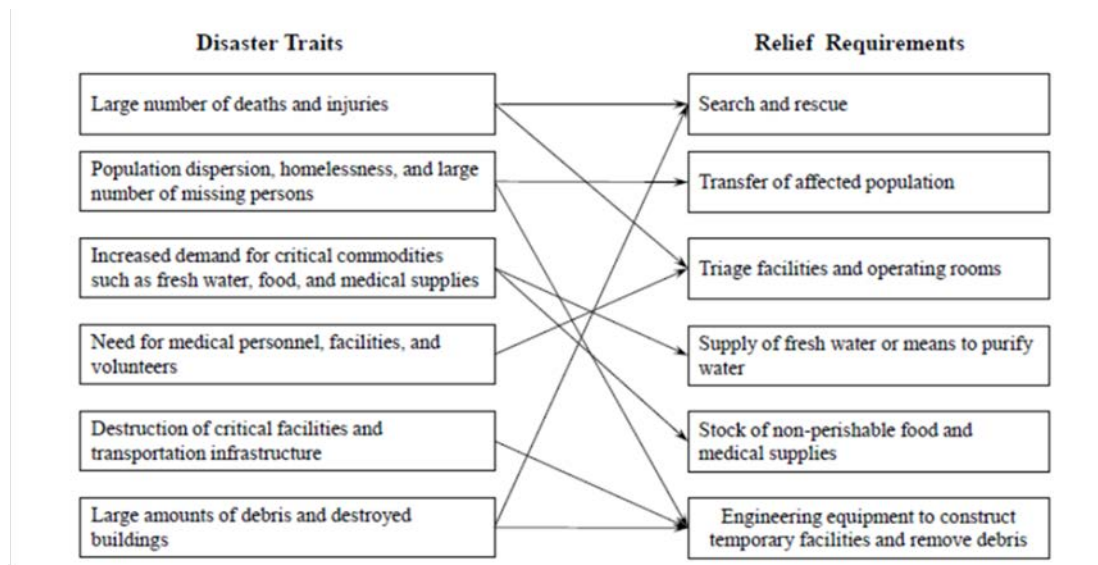 Disaster Traits
Relief Requirements
Large number of deaths and injuries
Search and rescue
Population dispersion, homelessness, and large
number of missing persons
Transfer of affected population
Increased demand for critical commodities
such as fresh water, food, and medical supplies
Triage facilities and operating rooms
Need for medical personnel, facilities, and
volunteers
Supply of fresh water or means to purify
water
Destruction of critical facilities and
transportation infrastructure
Stock of non-perishable food and
medical supplies
Large amounts of debris and destroyed
buildings
Engineering equipment to construct
temporary facilities and remove debris